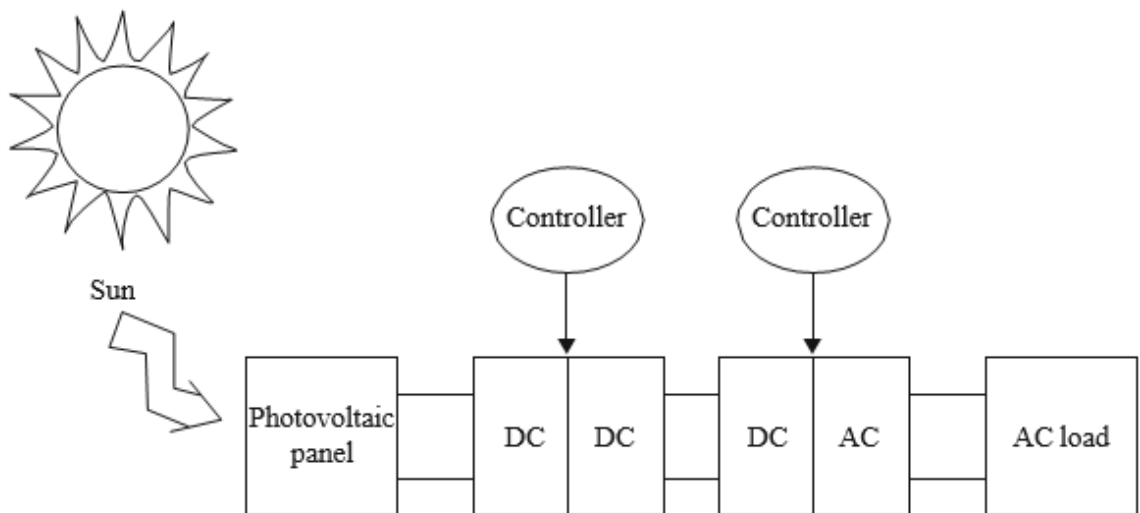 Controller
Controller
Sun
Photovoltaic
panel
DC
DC
DC
AC
AC load